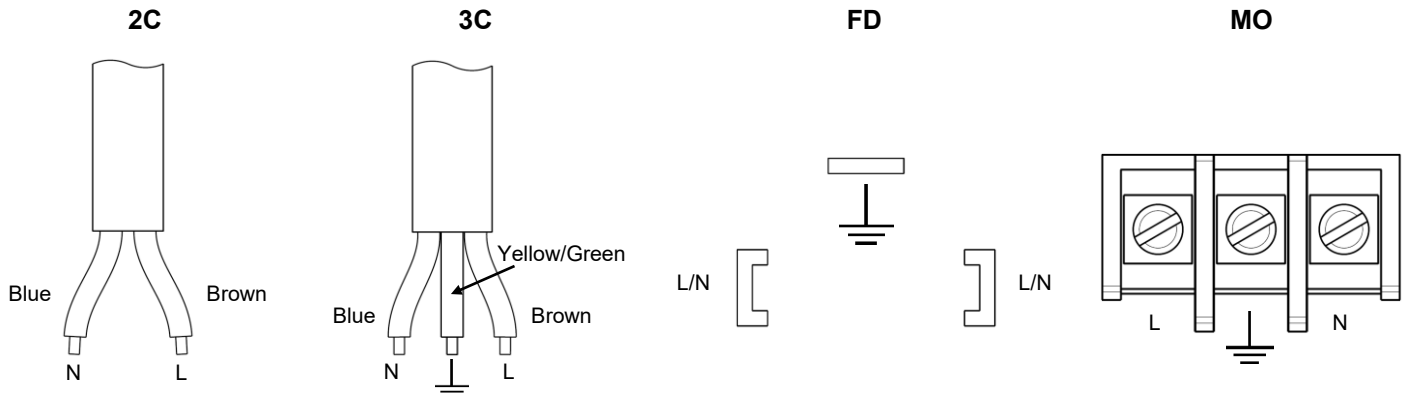 2C
Blue
Brown
N
L
3C
Yellow/Green
Blue
Brown
N
L
FD
L/N
L/N
MO
L
N